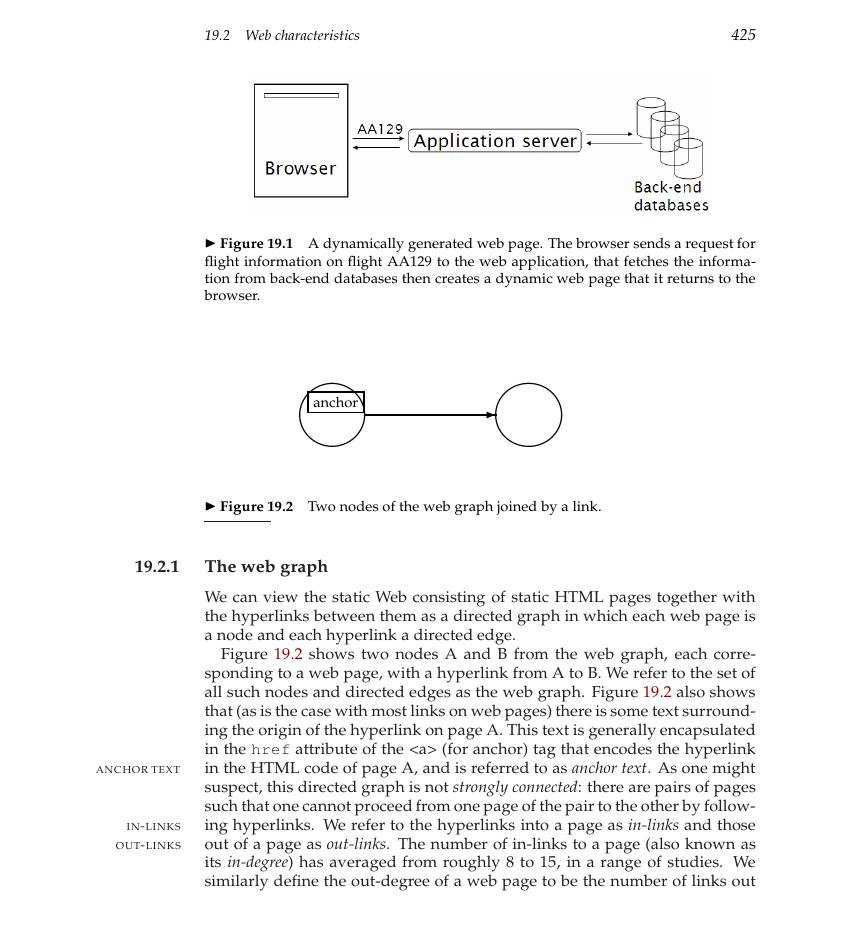 19.2 Web characteristics 425
AA129
Application server
Browser
Back-end
databases
▶ Figure 19.1 A dynamically generated web page. The browser sends a request for
flight information on flight AA129 to the web application, that fetches the informa-
tion from back-end databases then creates a dynamic web page that it returns to the
browser.
anchor
▶ Figure 19.2 Two nodes of the web graph joined by a link.
19.2.1 The web graph
We can view the static Web consisting of static HTML pages together with
the hyperlinks between them as a directed graph in which each web page is
a node and each hyperlink a directed edge.
Figure 19.2 shows two nodes A and B from the web graph, each corre-
sponding to a web page, with a hyperlink from A to B. We refer to the set of
all such nodes and directed edges as the web graph. Figure 19.2 also shows
that (as is the case with most links on web pages) there is some text surround-
ing the origin of the hyperlink on page A. This text is generally encapsulated
in the href attribute of the <a> (for anchor) tag that encodes the hyperlink
ANCHOR TEXT in the HTML code of page A, and is referred to as anchor text. As one might
suspect, this directed graph is not strongly connected: there are pairs of pages
such that one cannot proceed from one page of the pair to the other by follow-
IN-LINKS ing hyperlinks. We refer to the hyperlinks into a page as in-links and those
OUT-LINKS out of a page as out-links. The number of in-links to a page (also known as
its in-degree) has averaged from roughly 8 to 15, in a range of studies. We
similarly define the out-degree of a web page to be the number of links out